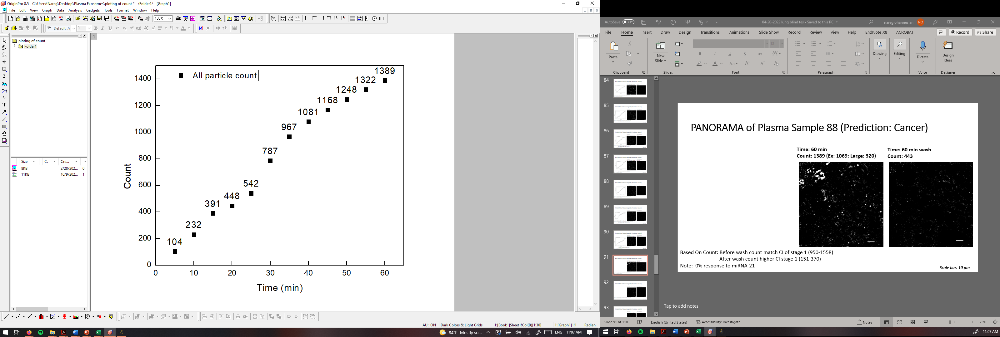 OriginPro 8.5 - C:\Users\Nareg\Desktop\Plasma Exosomes\ploting of count * - /Folder1/ - [Graph1]
File Edit View Graph Data Analysis Gadgets Tools Format Window Help
100%
Default: A 0
B I U
ploting of count
Folder1
Size C. Cre...
8KB 2/28/202... 0
11KB 10/9/202... 1
1
All particle count
1389
1322
1248
1168
1081
967
787
542
448
391
232
104
1400
1200
1000
800
600
400
200
0
Count
0 10 20 30 40 50 60
Time (min)
AU : ON Dark Colors & Light Grids 1:[Book1]Sheet1!Col(B)[1:30] 1:[Graph1]1!1 Radian
84°F Mostly su... ENG 11:07 AM
AutoSave Off 04-20-2022 lung blind tes • Saved to this PC nareg ohannesian NO
File Home Insert Draw Design Transitions Animations Slide Show Record Review View Help EndNote X8 ACROBAT Record Share
Paste
New Slide
18
B I U S ab AV
Aa A A
Drawing
Editing
Dictate
Design Ideas
Clipboard Slides Font Paragraph Voice Designer
84
85
86
87
88
89
90
91
92
93
PANORAMA of Plasma Sample 88 (Prediction: Cancer)
Time: 60 min
Count: 1389 (Ex: 1069; Large: 320)
Time: 60 min wash
Count: 443
Based On Count: Before wash count match CI of stage 1 (950-1558)
After wash count higher CI stage 1 (151-370)
Note: 0% response to miRNA-21
Scale bar: 10 µm
Tap to add notes
Slide 91 of 110 English (United States) Accessibility: Investigate Notes 75%
11:07 AM